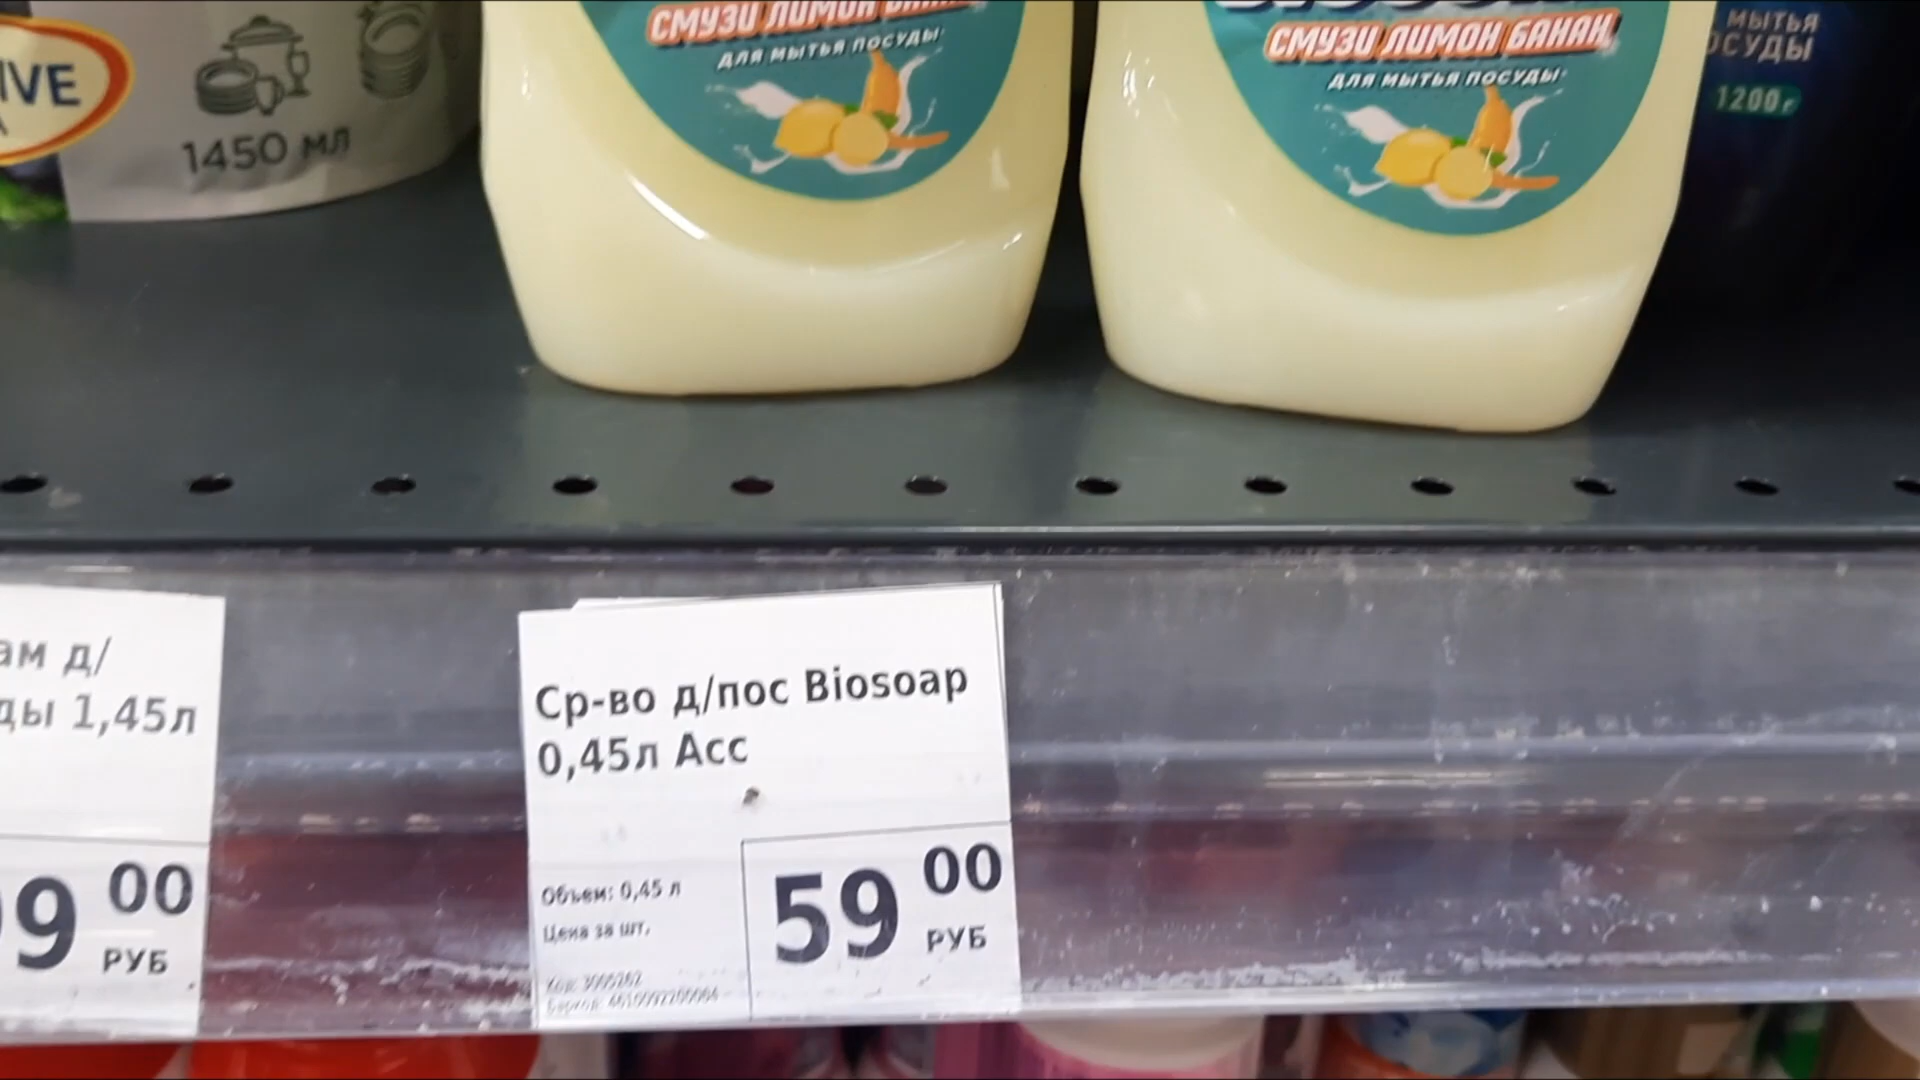 IVE
1450 мл
СМУЗИ ЛИМОН БАНАН
ДЛЯ МЫТЬЯ ПОСУДЫ
СМУЗИ ЛИМОН БАНАН
ДЛЯ МЫТЬЯ ПОСУДЫ
МЫТЬЯ
ОСУДЫ
1200г
ам д/
ды 1,45л
9 00
РУБ
Ср-во д/пос Biosoap
0,45л Асс
Объем: 0,45 л
Цена за шт.
59 00
РУБ